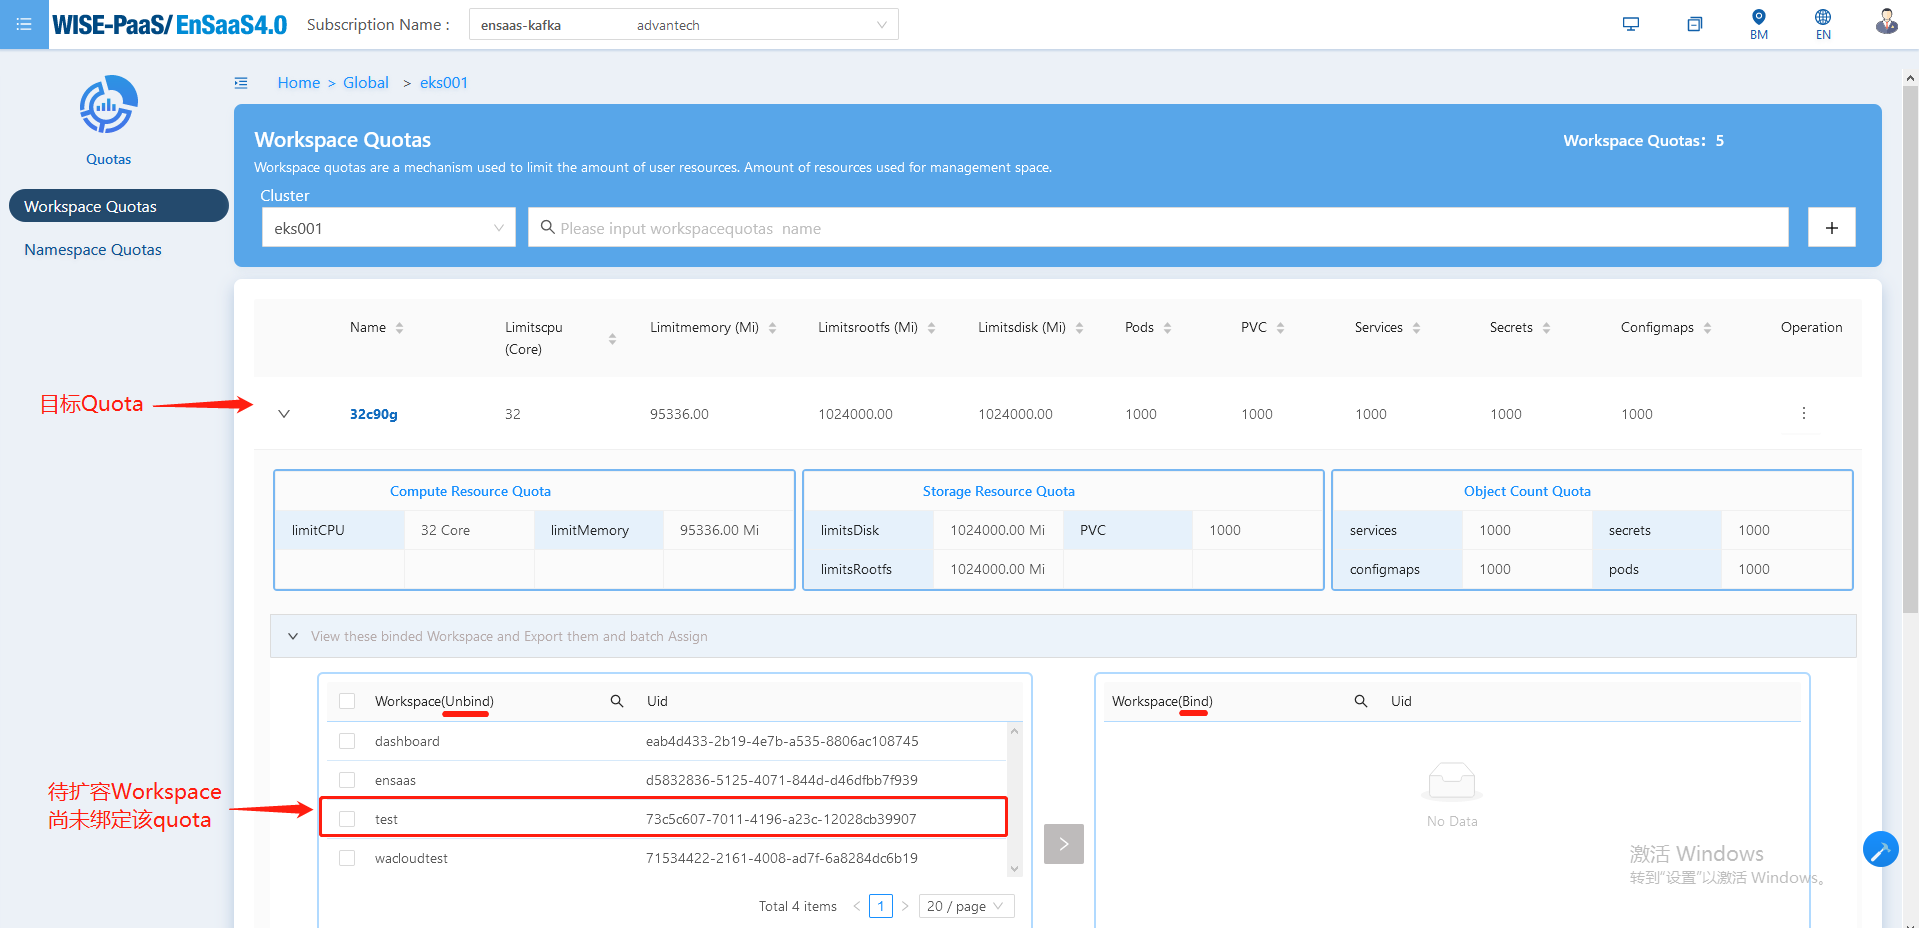 WISE-PaaS/ EnSaaS4.0
Subscription Name :
ensaas-kafka advantech
BM
EN
Home > Global > eks001
Quotas
Workspace Quotas
Namespace Quotas
Workspace Quotas
Workspace Quotas: 5
Workspace quotas are a mechanism used to limit the amount of user resources. Amount of resources used for management space.
Cluster
eks001
Please input workspacequotas name
+
Name Limitscpu (Core) Limitmemory (Mi) Limitsrootfs (Mi) Limitsdisk (Mi) Pods PVC Services Secrets Configmaps Operation
目标Quota
32c90g 32 95336.00 1024000.00 1024000.00 1000 1000 1000 1000 1000
Compute Resource Quota
limitCPU 32 Core limitMemory 95336.00 Mi
Storage Resource Quota
limitsDisk 1024000.00 Mi PVC 1000
limitsRootfs 1024000.00 Mi
Object Count Quota
services 1000 secrets 1000
configmaps 1000 pods 1000
View these binded Workspace and Export them and batch Assign
Workspace(Unbind) Uid
dashboard eab4d433-2b19-4e7b-a535-8806ac108745
ensaas d5832836-5125-4071-844d-d46dfbb7f939
test 73c5c607-7011-4196-a23c-12028cb39907
wacloudtest 71534422-2161-4008-ad7f-6a8284dc6b19
待扩容Workspace
尚未绑定该quota
Total 4 items < 1 > 20 / page
>
Workspace(Bind) Uid
No Data
激活 Windows
转到“设置”以激活 Windows。